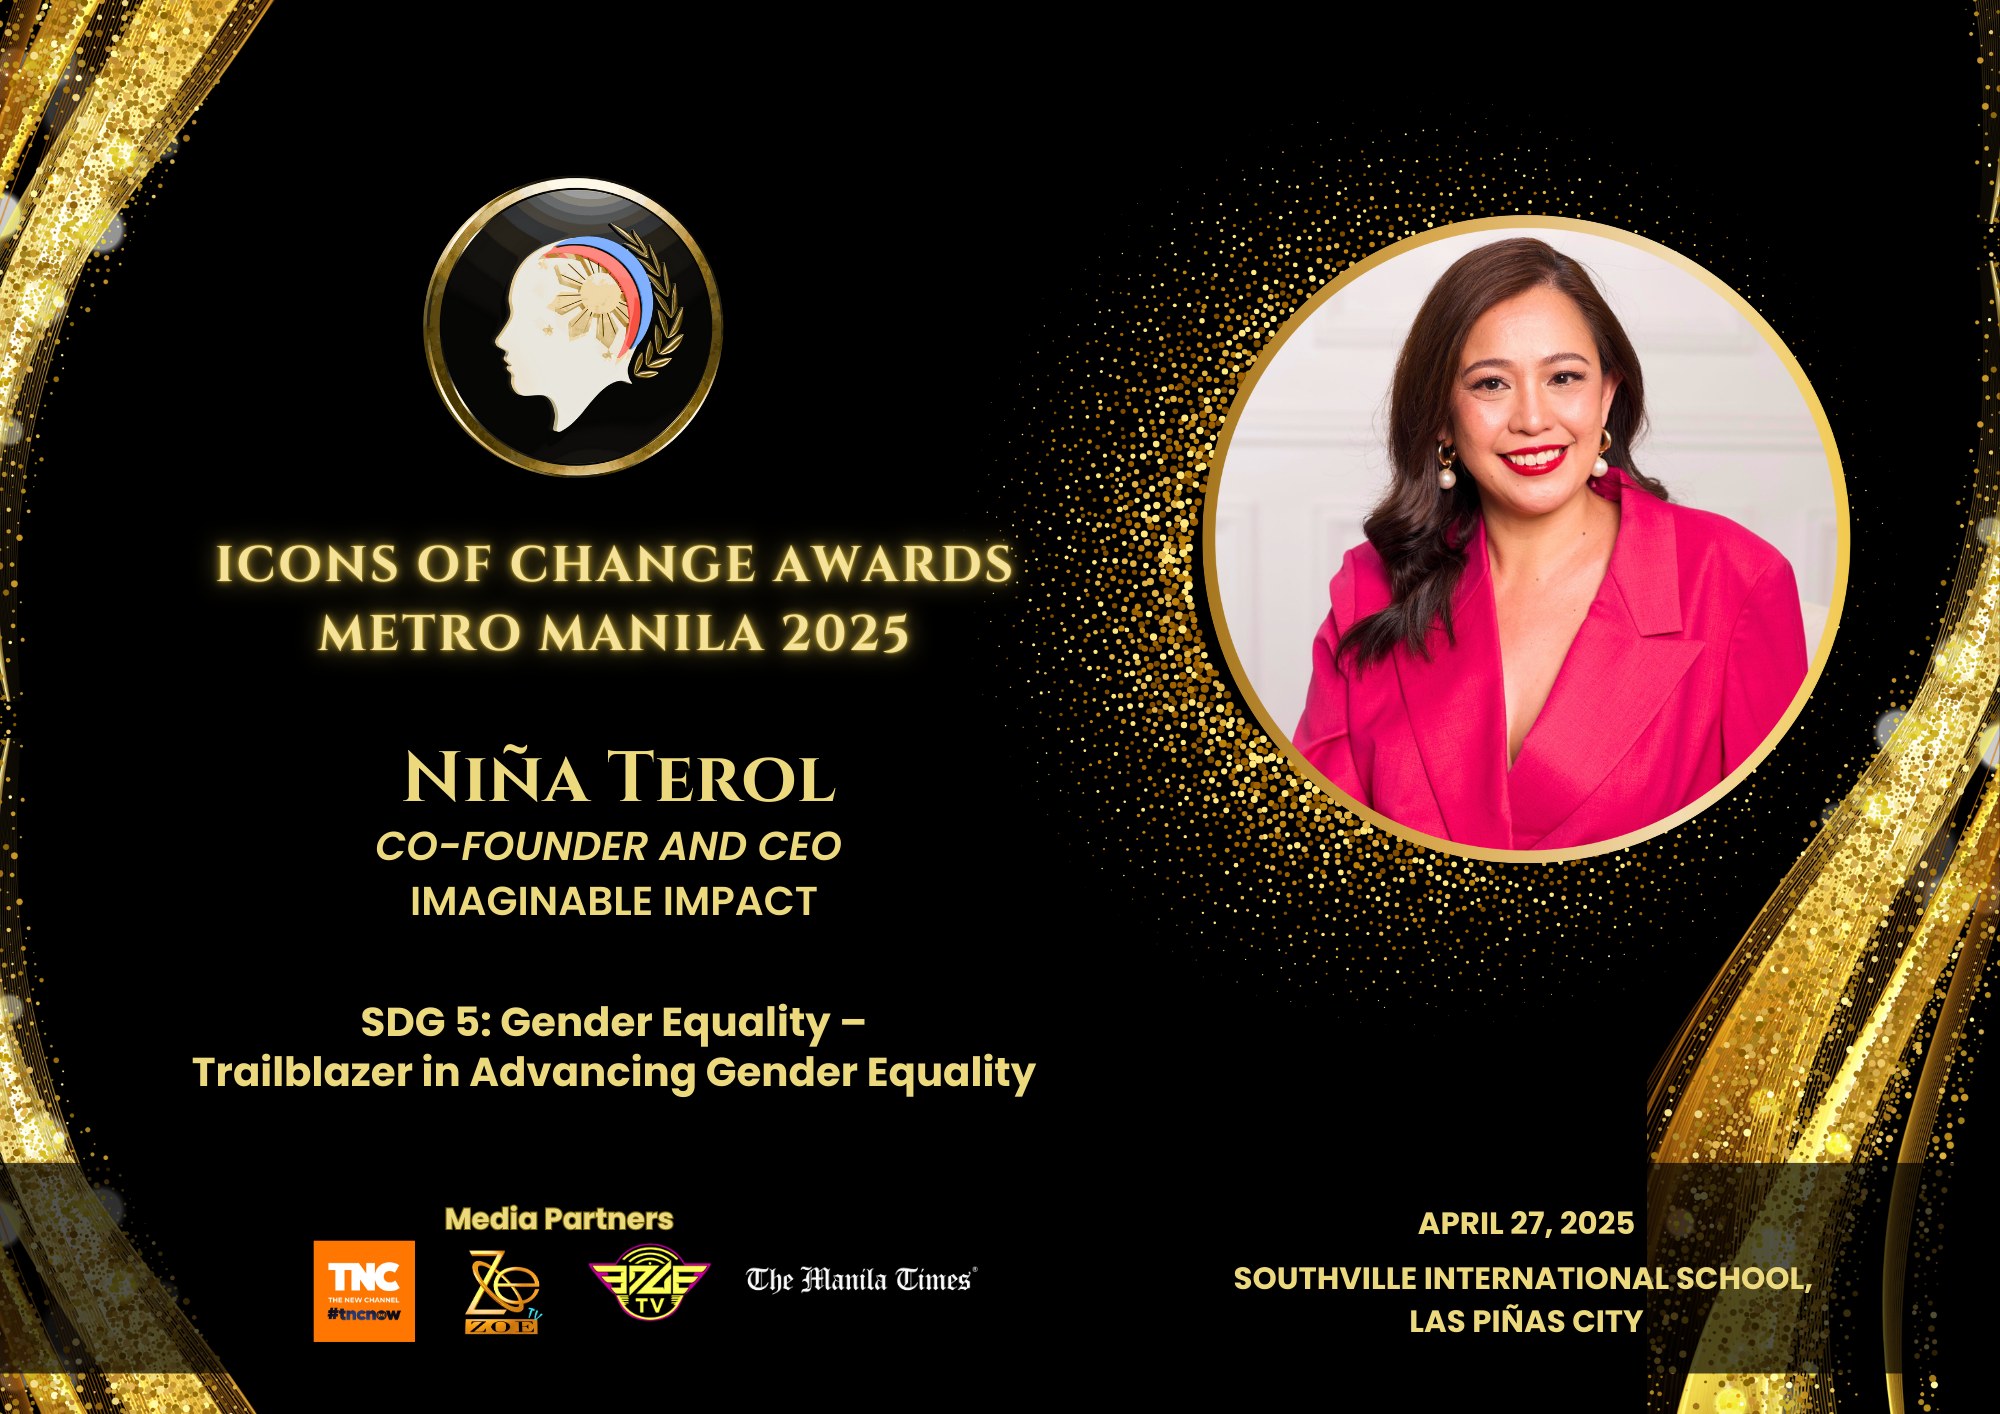 ICONS OF CHANGE AWARDS
METRO MANILA 2025
NIÑA TEROL
CO-FOUNDER AND CEO
IMAGINABLE IMPACT
SDG 5: Gender Equality –
Trailblazer in Advancing Gender Equality
Media Partners
TNC
THE NEW CHANNEL
#tncnow
TV
ZOE
TV
The Manila Times
APRIL 27, 2025
SOUTHVILLE INTERNATIONAL SCHOOL,
LAS PIÑAS CITY